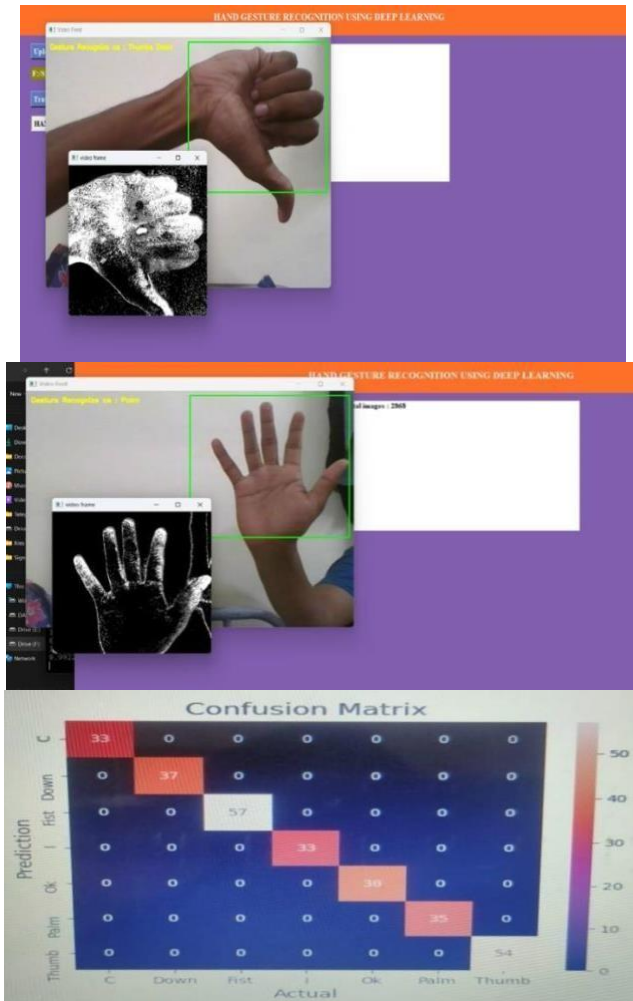 HAND GESTURE RECOGNITION USING DEEP LEARNING
Video Feed
Gesture Recognize as : Thumbs Down
video frame
HAND GESTURE RECOGNITION USING DEEP LEARNING
Video Feed
Gesture Recognize as : Palm
tal images : 2868
video frame
Network
Confusion Matrix
C 33 0 0 0 0 0 0
Down 0 37 0 0 0 0 0
Fist 0 0 57 0 0 0 0
I 0 0 0 33 0 0 0
Ok 0 0 0 0 38 0 0
Palm 0 0 0 0 0 35 0
Thumb 0 0 0 0 0 0 54
Prediction
C Down Fist I Ok Palm Thumb
Actual
50
40
30
20
10
0